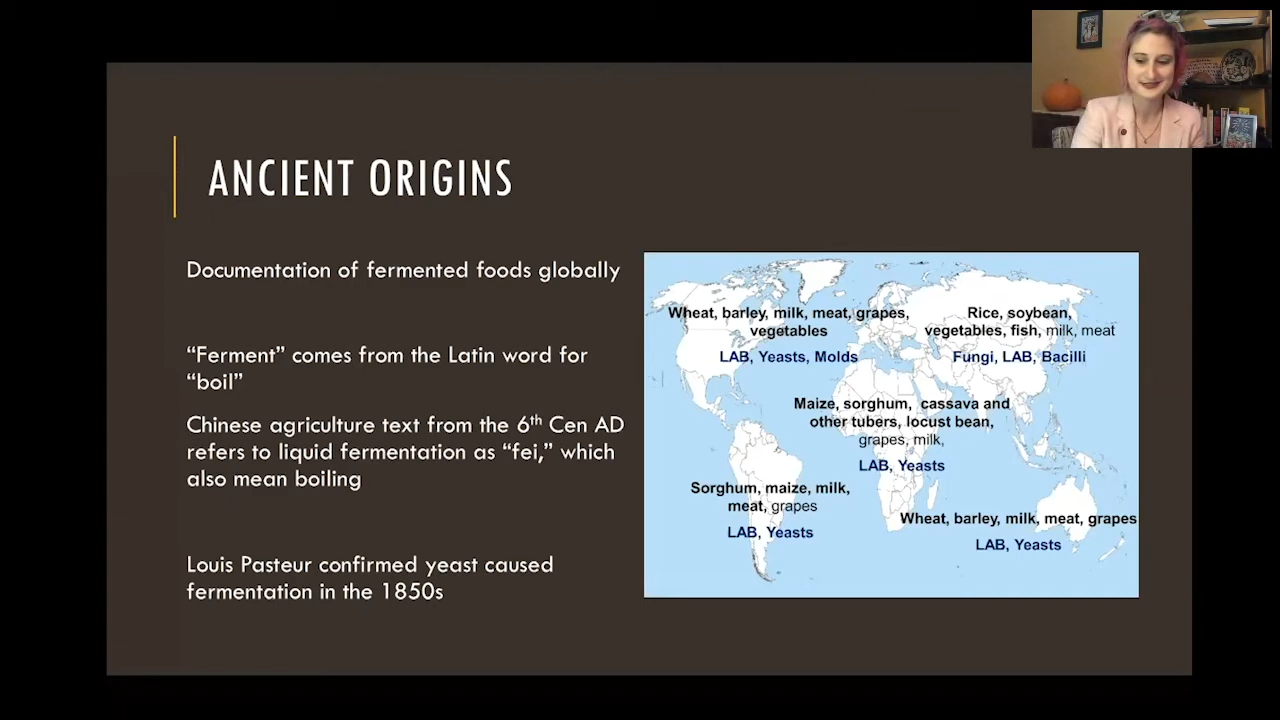 ANCIENT ORIGINS
Documentation of fermented foods globally
“Ferment” comes from the Latin word for
“boil”
Chinese agriculture text from the 6th Cen AD
refers to liquid fermentation as “fei,” which
also mean boiling
Louis Pasteur confirmed yeast caused
fermentation in the 1850s
Wheat, barley, milk, meat, grapes,
vegetables
LAB, Yeasts, Molds
Rice, soybean,
vegetables, fish, milk, meat
Fungi, LAB, Bacilli
Maize, sorghum, cassava and
other tubers, locust bean,
grapes, milk,
LAB, Yeasts
Sorghum, maize, milk,
meat, grapes
LAB, Yeasts
Wheat, barley, milk, meat, grapes
LAB, Yeasts